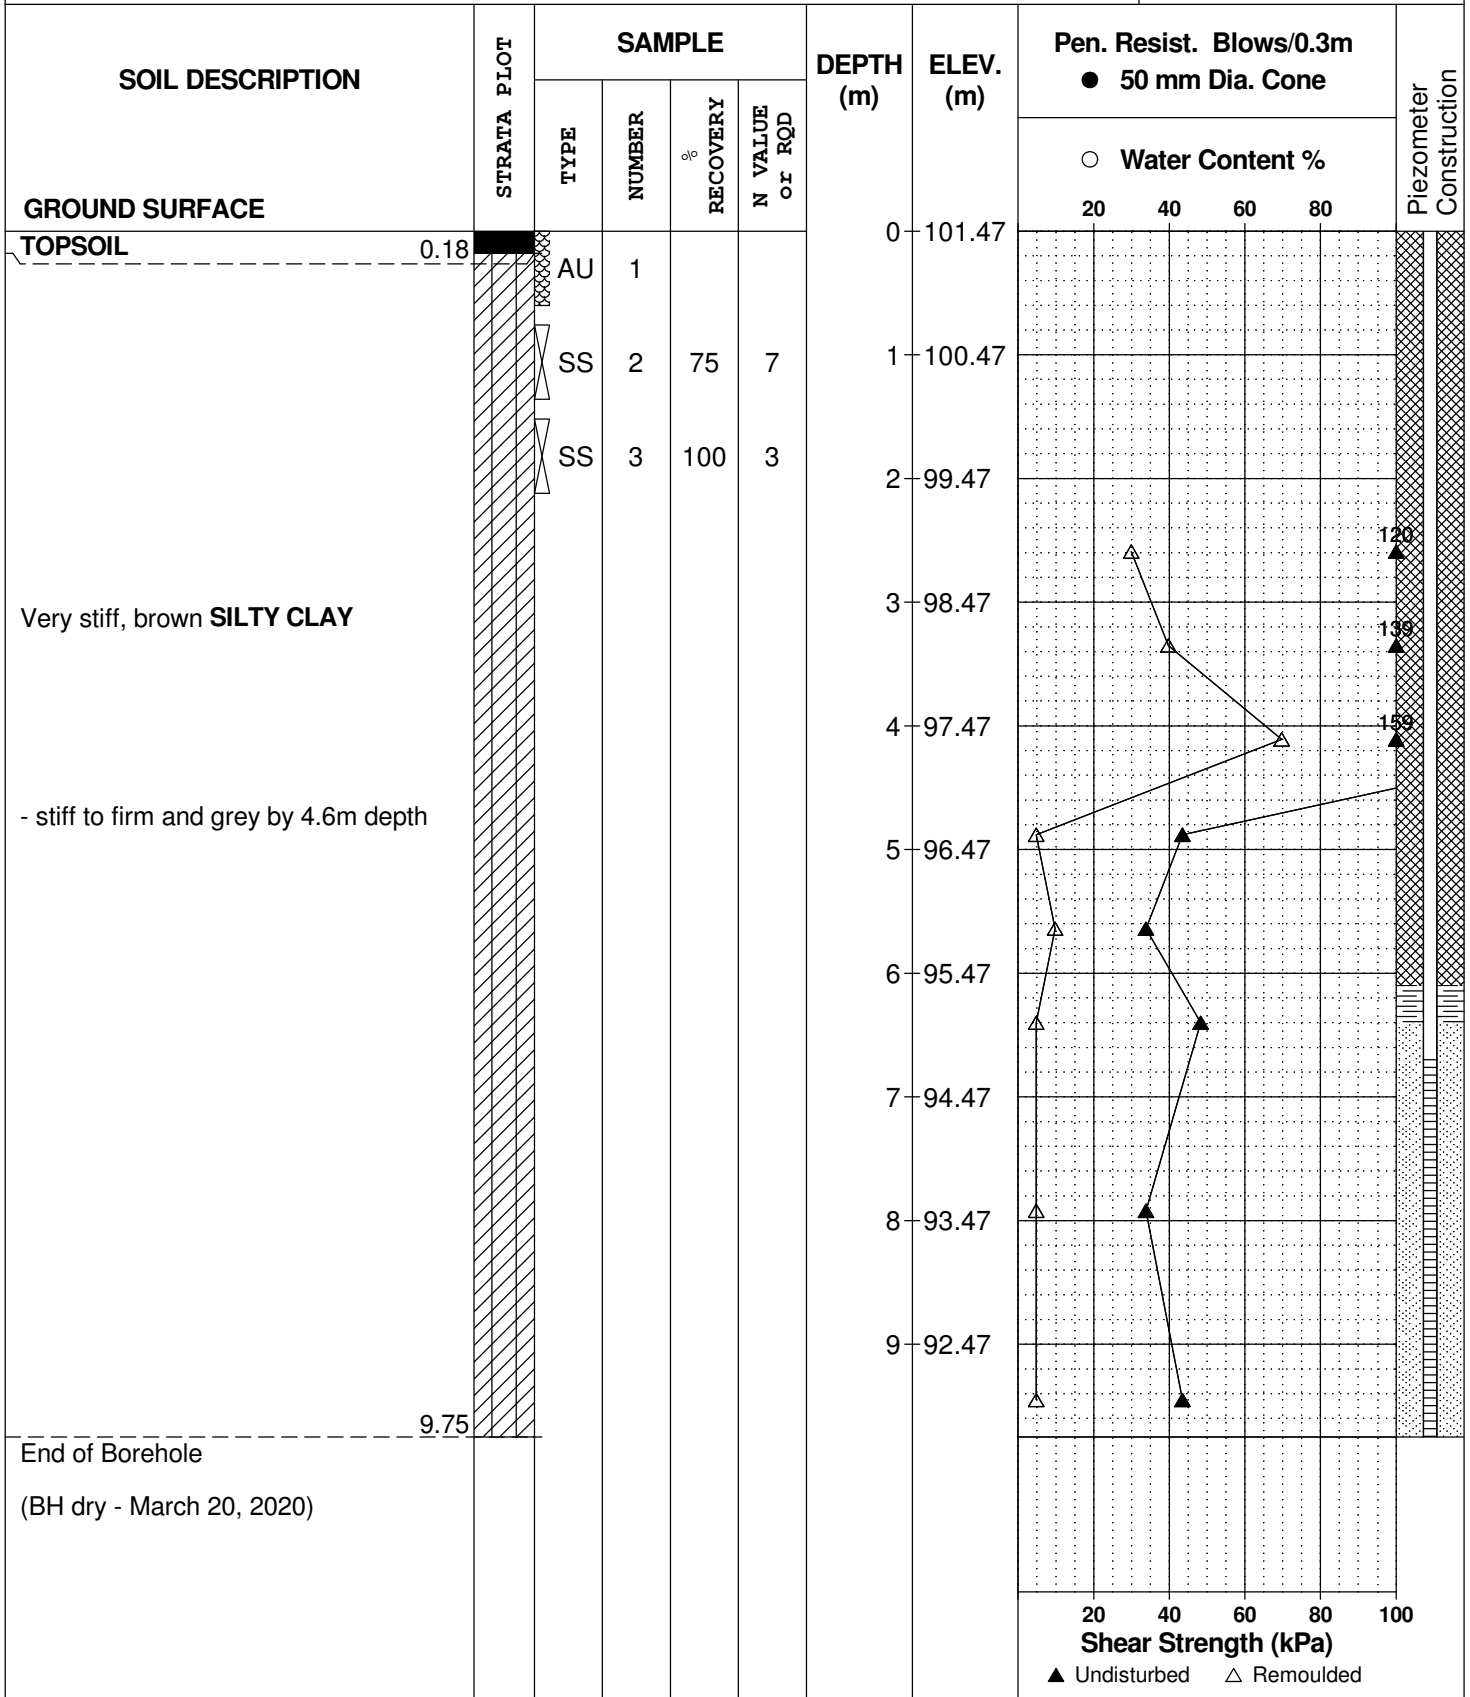 SOIL DESCRIPTION
GROUND SURFACE
STRATA PLOT
SAMPLE
TYPE
NUMBER
%
RECOVERY
N VALUE
or RQD
DEPTH
(m)
ELEV.
(m)
Pen. Resist. Blows/0.3m
● 50 mm Dia. Cone
○ Water Content %
20 40 60 80
Piezometer
Construction
TOPSOIL 0.18
AU 1
SS 2 75 7
SS 3 100 3
0 101.47
1 100.47
2 99.47
120
3 98.47
Very stiff, brown SILTY CLAY
139
4 97.47
159
- stiff to firm and grey by 4.6m depth
5 96.47
6 95.47
7 94.47
8 93.47
9 92.47
9.75
End of Borehole
(BH dry - March 20, 2020)
20 40 60 80 100
Shear Strength (kPa)
▲ Undisturbed △ Remoulded